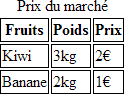 Prix du marché
Fruits Poids Prix
Kiwi 3kg 2€
Banane 2kg 1€